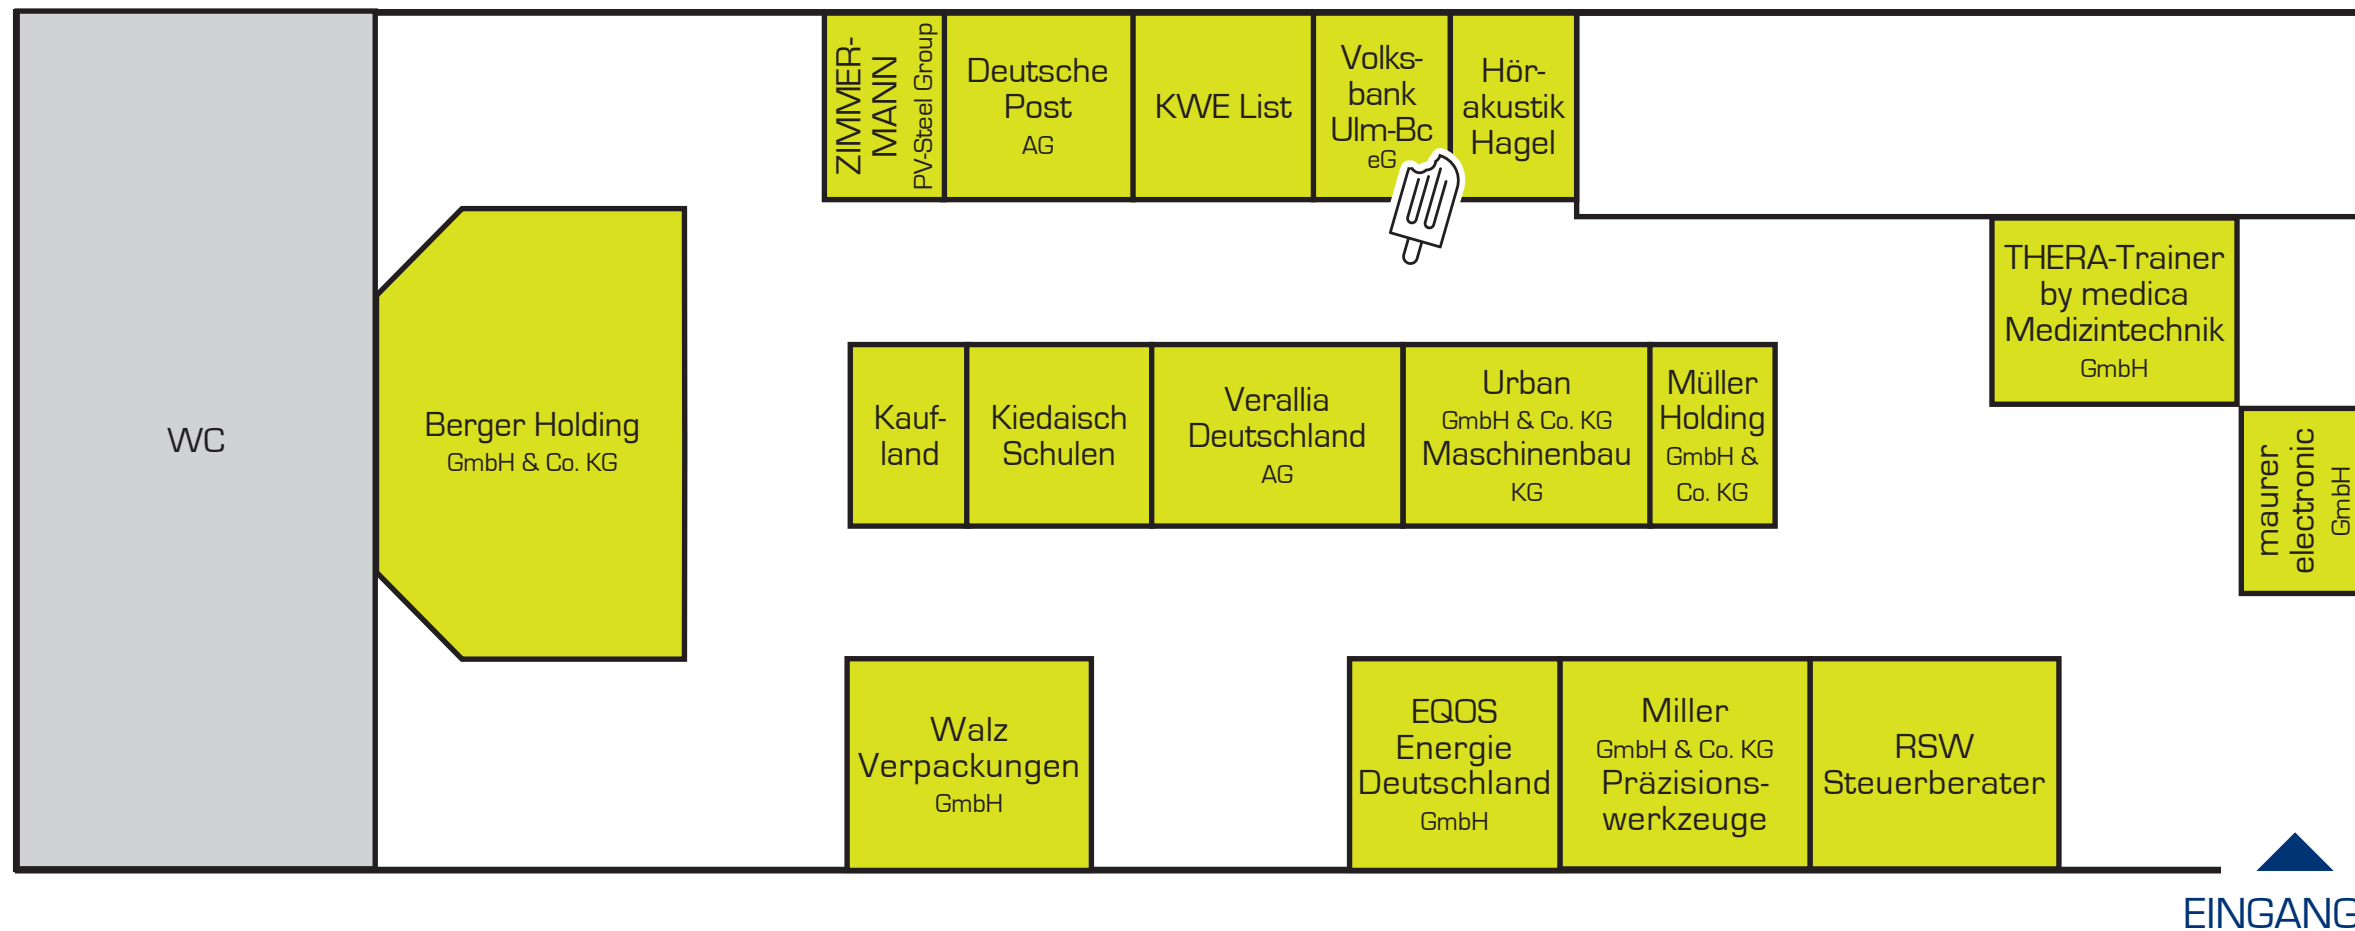 WC
Berger Holding
GmbH & Co. KG
ZIMMER-
MANN
PV-Steel Group
Deutsche
Post
AG
KWE List
Volks-
bank
Ulm-Bc
eG
Hör-
akustik
Hagel
THERA-Trainer
by medica
Medizintechnik
GmbH
Kauf-
land
Kiedaisch
Schulen
Verallia
Deutschland
AG
Urban
GmbH & Co. KG
Maschinenbau
KG
Müller
Holding
GmbH &
Co. KG
maurer
electronic
GmbH
Walz
Verpackungen
GmbH
EQOS
Energie
Deutschland
GmbH
Miller
GmbH & Co. KG
Präzisions-
werkzeuge
RSW
Steuerberater
EINGANG